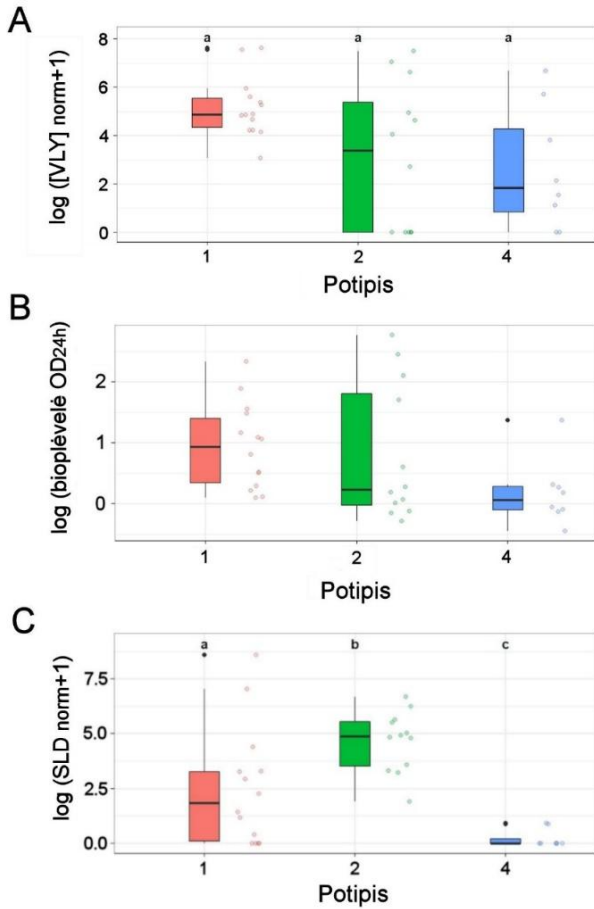 A
a a a
8
6
4
2
0
log ([VLY] norm+1)
1 2 4
Potipis
B
2
1
0
log (bioplėvelė OD24h)
1 2 4
Potipis
C
a b c
7.5
5.0
2.5
0.0
log (SLD norm+1)
1 2 4
Potipis